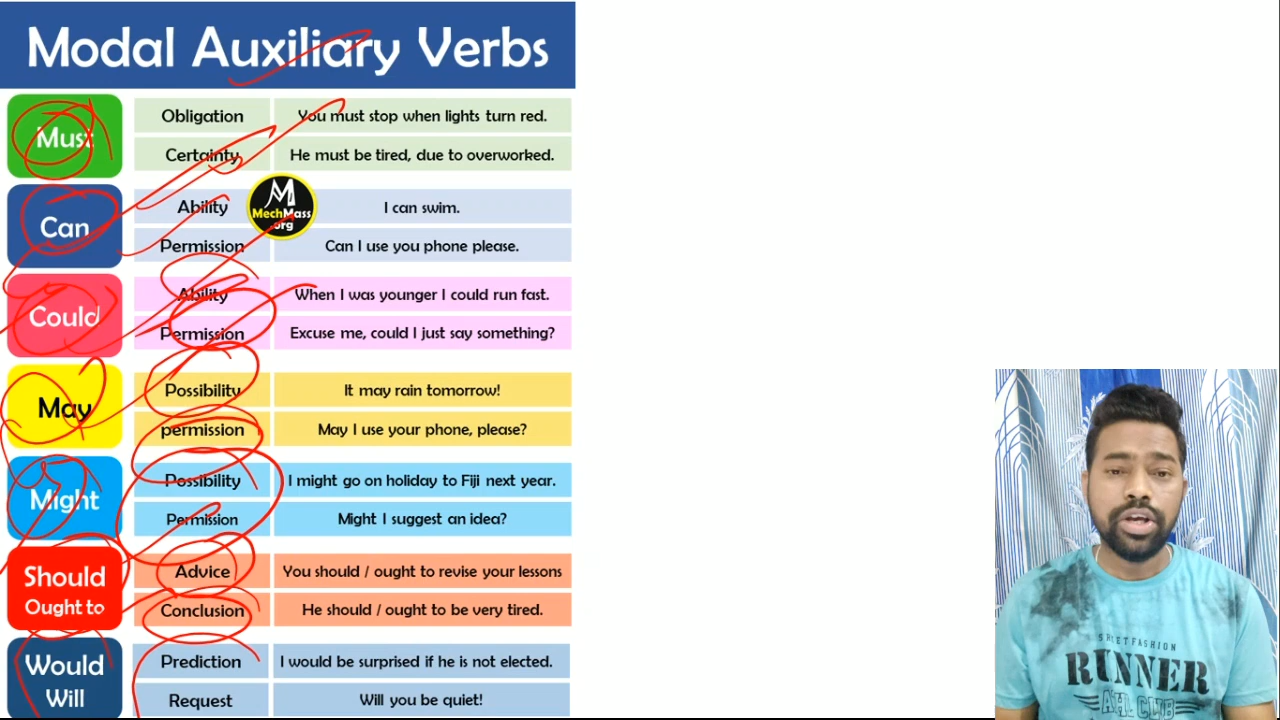 Modal Auxiliary Verbs
Must
Obligation
You must stop when lights turn red.
Certainty
He must be tired, due to overworked.
Can
Ability
I can swim.
Permission
Can I use you phone please.
MechMass
.org
Could
Ability
When I was younger I could run fast.
Permission
Excuse me, could I just say something?
May
Possibility
It may rain tomorrow!
permission
May I use your phone, please?
Might
Possibility
I might go on holiday to Fiji next year.
Permission
Might I suggest an idea?
Should
Ought to
Advice
You should / ought to revise your lessons
Conclusion
He should / ought to be very tired.
Would
Will
Prediction
I would be surprised if he is not elected.
Request
Will you be quiet!
RUNNER